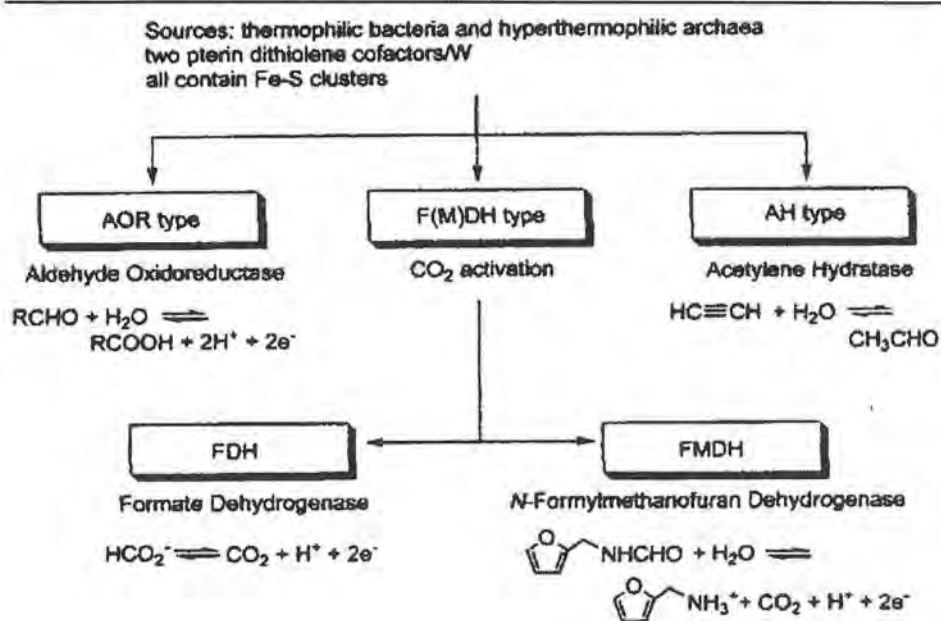 Sources: thermophilic bacteria and hyperthermophilic archaea
two pterin dithiolene cofactors/W
all contain Fe-S clusters
AOR type
F(M)DH type
AH type
Aldehyde Oxidoreductase
CO₂ activation
Acetylene Hydratase
RCHO + H₂O ⇌
RCOOH + 2H⁺ + 2e⁻
HC≡CH + H₂O ⇌
CH₃CHO
FDH
FMDH
Formate Dehydrogenase
N-Formylmethanofuran Dehydrogenase
HCO₂⁻ ⇌ CO₂ + H⁺ + 2e⁻
O
NHCHO + H₂O ⇌
O
NH₃⁺ + CO₂ + H⁺ + 2e⁻